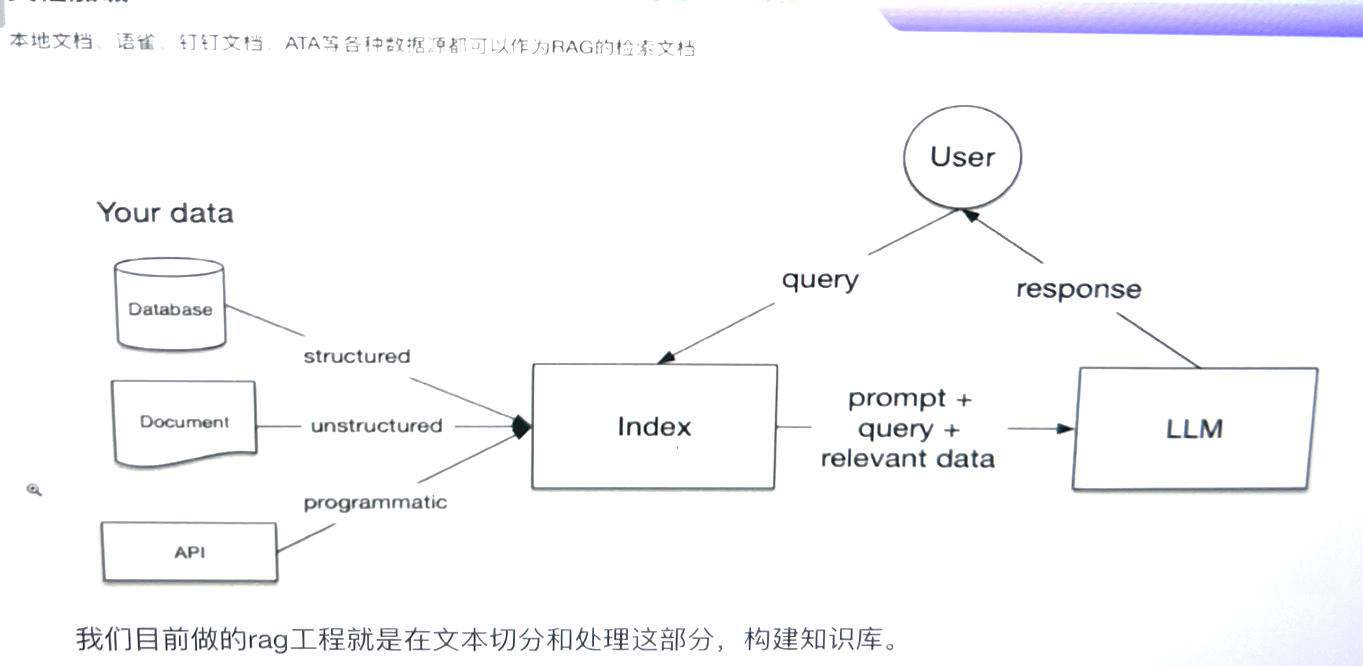 本地文档、语雀、钉钉文档、ATA等各种数据源都可以作为RAG的检索文档
User
Your data
query
response
Database
structured
Document
unstructured
Index
prompt +
query +
relevant data
LLM
programmatic
API
我们目前做的rag工程就是在文本切分和处理这部分，构建知识库。